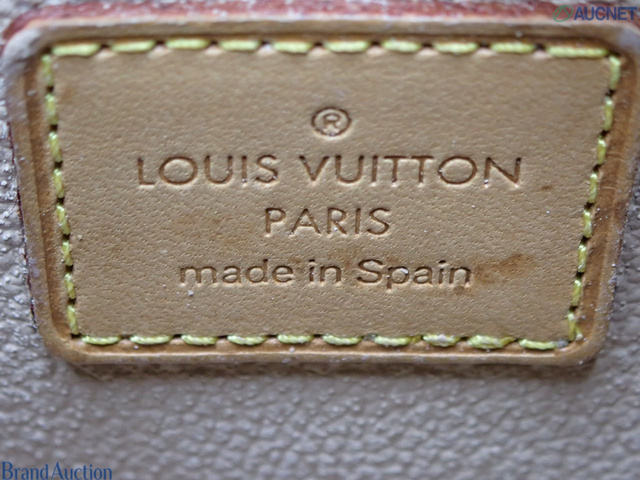 AUCNET
®
LOUIS VUITTON
PARIS
made in Spain
BrandAuction